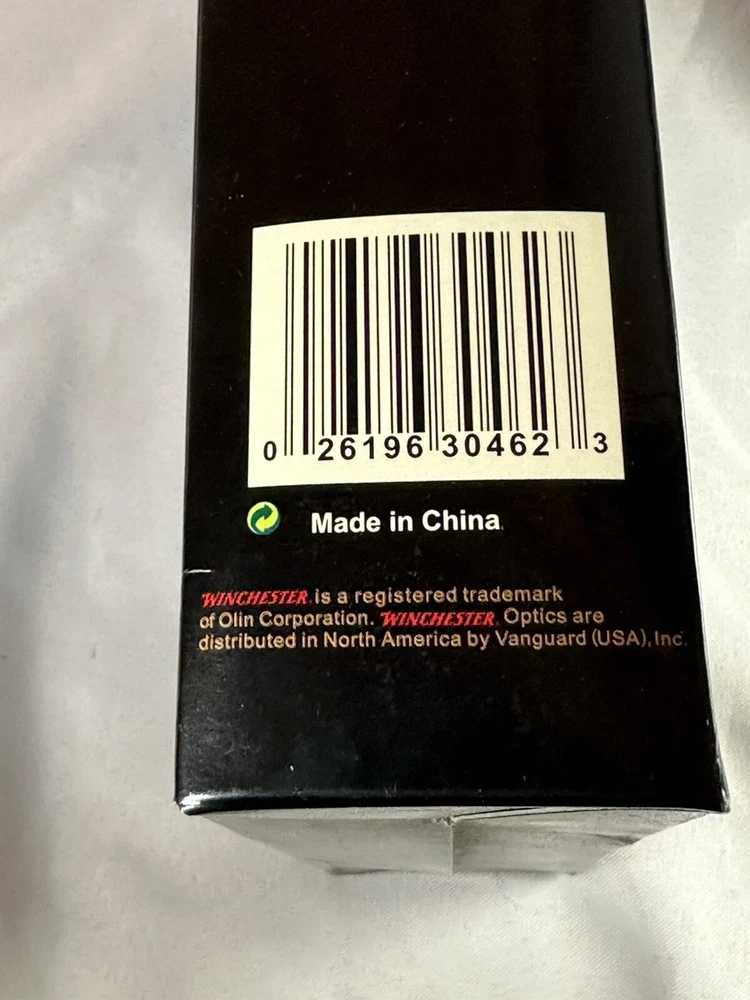 0 26196 30462 3
Made in China
WINCHESTER is a registered trademark
of Olin Corporation. WINCHESTER Optics are
distributed in North America by Vanguard (USA), Inc.